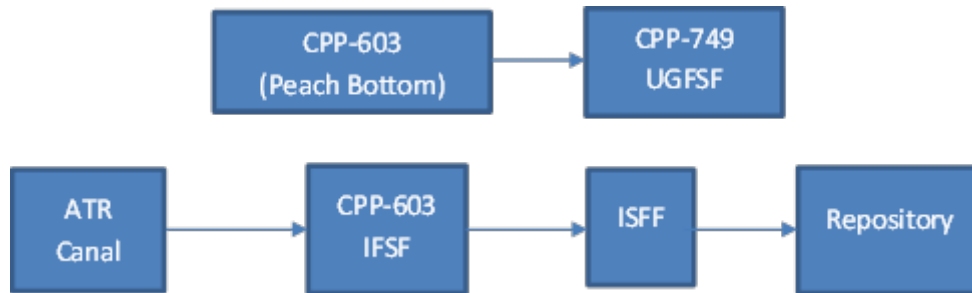 CPP-603
(Peach Bottom)
CPP-749
UGFSF
ATR
Canal
CPP-603
IFSF
ISFF
Repository